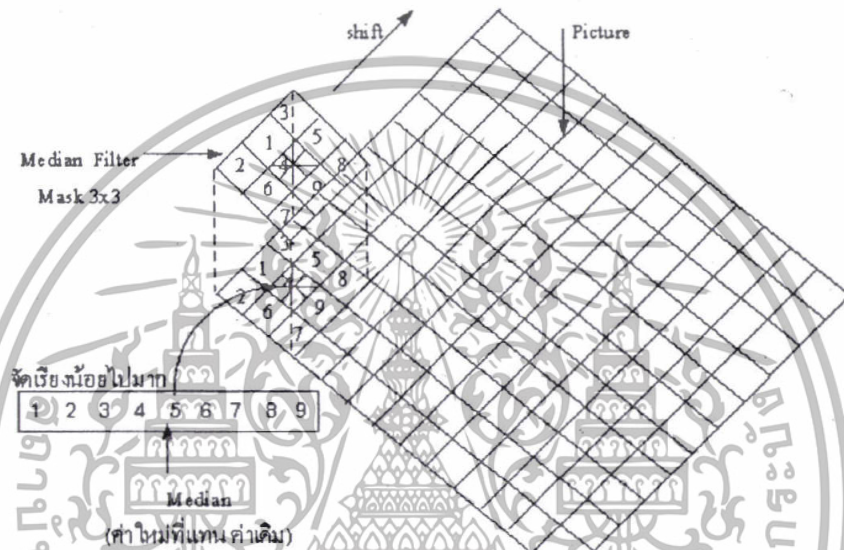 shift
Picture
3
1 5
2 4 8
6 9
7
Median Filter
Mask 3x3
3
1 5
2 8
6 9
7
จัดเรียงน้อยไปมาก
1 2 3 4 5 6 7 8 9
Median
(ค่าใหม่ที่แทน ค่าเดิม)